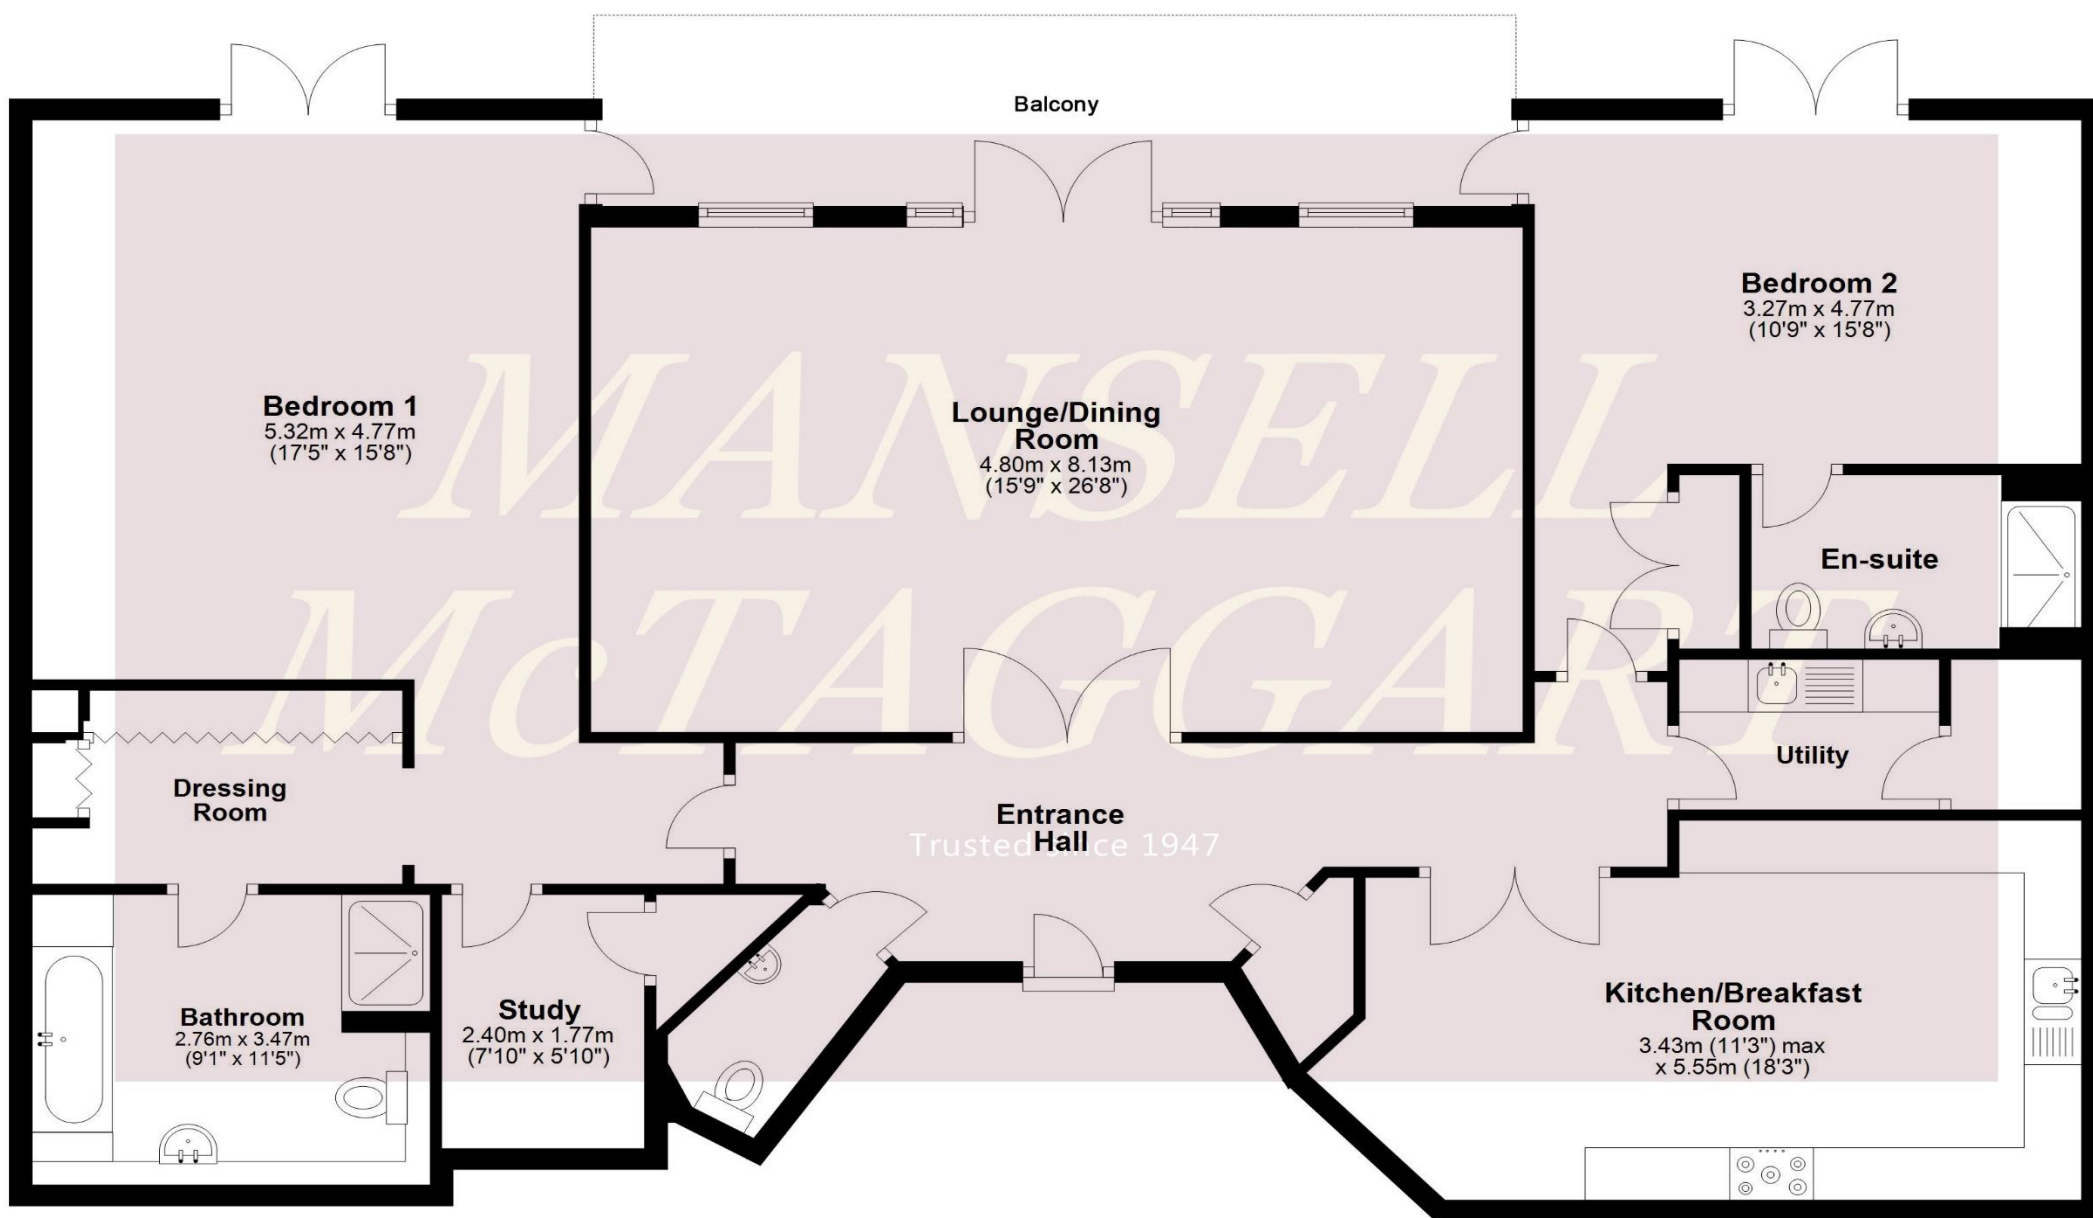 Balcony
Bedroom 2
3.27m x 4.77m
(10'9" x 15'8")
Bedroom 1
5.32m x 4.77m
(17'5" x 15'8")
Lounge/Dining
Room
4.80m x 8.13m
(15'9" x 26'8")
MANSELL
McTAGGART
En-suite
Utility
Dressing
Room
Entrance
Hall
Trusted since 1947
Bathroom
2.76m x 3.47m
(9'1" x 11'5")
Study
2.40m x 1.77m
(7'10" x 5'10")
Kitchen/Breakfast
Room
3.43m (11'3") max
x 5.55m (18'3")